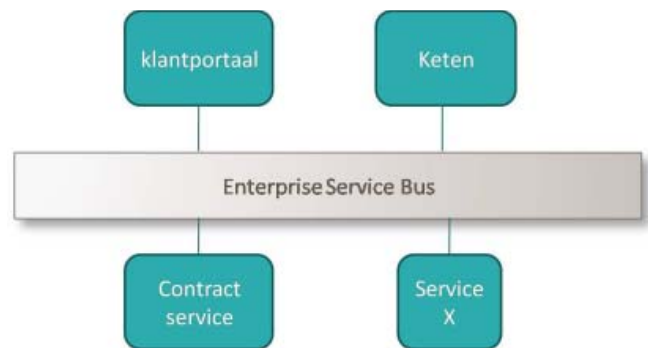 klantportaal
Keten
Enterprise Service Bus
Contract
service
Service
X